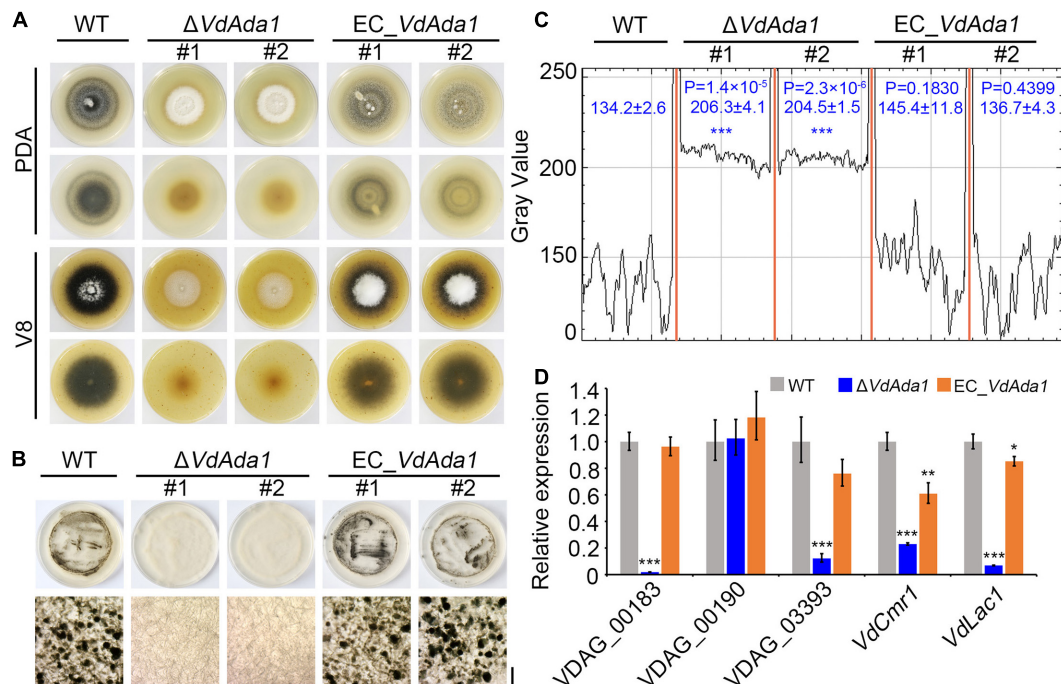 A
WT ΔVdAda1 EC_VdAda1
#1 #2 #1 #2
PDA
V8
B
WT ΔVdAda1 EC_VdAda1
#1 #2 #1 #2
C
WT ΔVdAda1 EC_VdAda1
#1 #2 #1 #2
Gray Value
250
200
150
0
134.2±2.6
P=1.4×10-5
206.3±4.1
***
P=2.3×10-6
204.5±1.5
***
P=0.1830
145.4±11.8
P=0.4399
136.7±4.3
D
WT ΔVdAda1 EC_VdAda1
Relative expression
1.4
1.2
1.0
0.8
0.6
0.4
0.2
0
***
***
***
**
***
*
VDAG_00183
VDAG_00190
VDAG_03393
VdCmr1
VdLac1